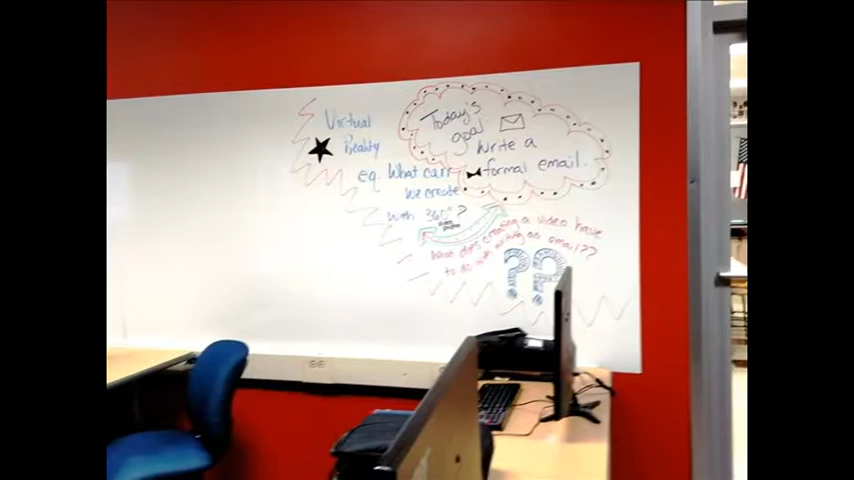 Virtual
Reality
eq. What can
we create
with 360°?
Today's
goal
Write a
formal email.
What does creating a video have
to do with writing an email??
??